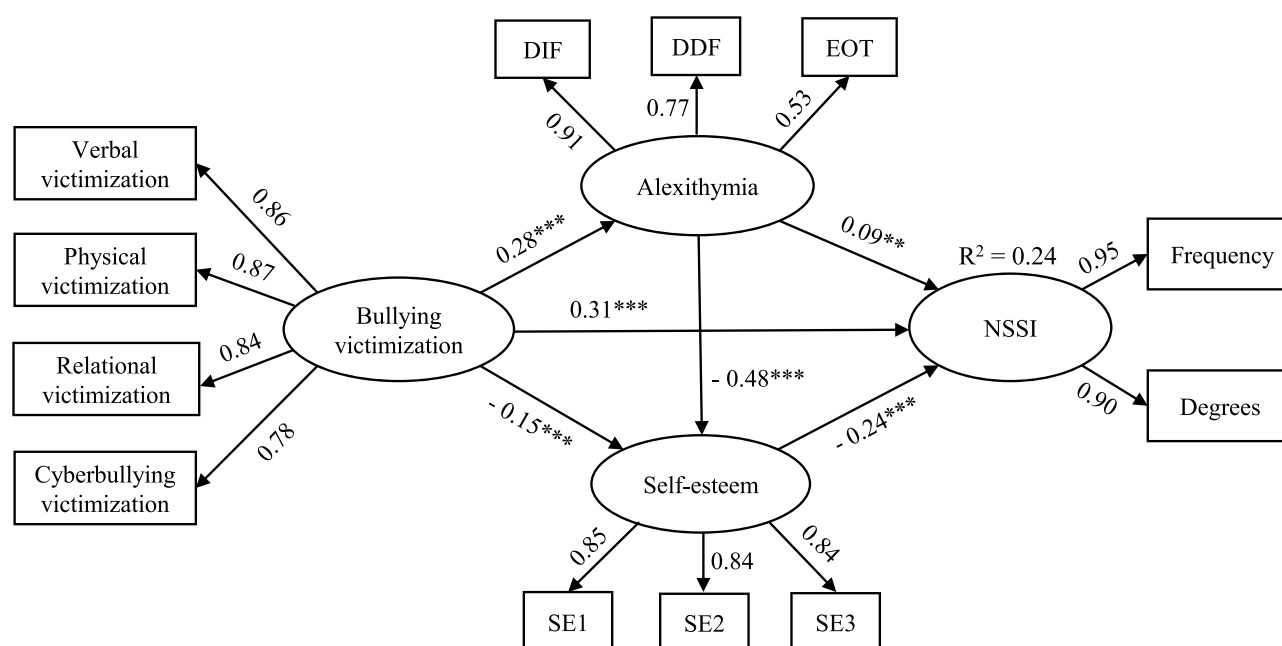 DIF
DDF
EOT
0.91
0.77
0.53
Verbal
victimization
Physical
victimization
Relational
victimization
Cyberbullying
victimization
0.86
0.87
0.84
0.78
Bullying
victimization
Alexithymia
0.28***
0.09**
0.31***
- 0.48***
- 0.15***
- 0.24***
R² = 0.24
NSSI
0.95
0.90
Frequency
Degrees
Self-esteem
0.85
0.84
0.84
SE1
SE2
SE3